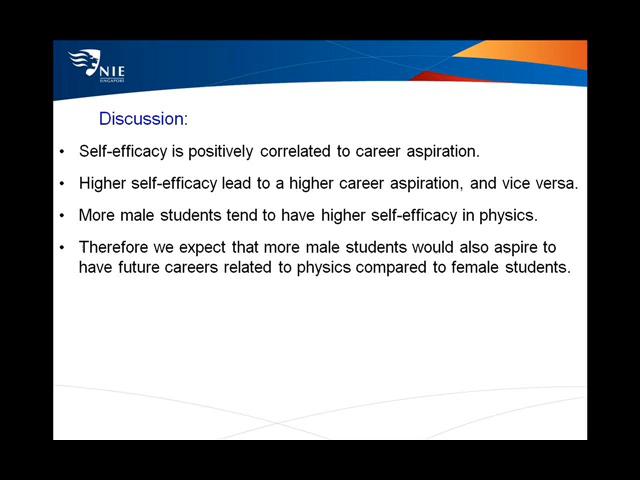 NIE
SINGAPORE
Discussion:
• Self-efficacy is positively correlated to career aspiration.
• Higher self-efficacy lead to a higher career aspiration, and vice versa.
• More male students tend to have higher self-efficacy in physics.
• Therefore we expect that more male students would also aspire to
have future careers related to physics compared to female students.